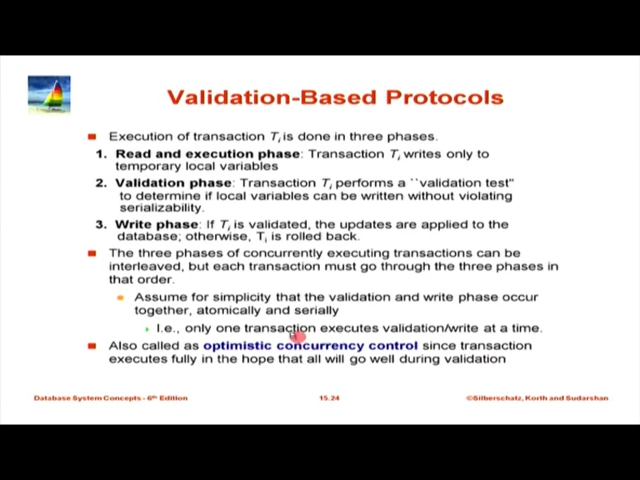 Validation-Based Protocols
Execution of transaction Ti is done in three phases.
1. Read and execution phase: Transaction Ti writes only to
temporary local variables
2. Validation phase: Transaction Ti performs a ``validation test''
to determine if local variables can be written without violating
serializability.
3. Write phase: If Ti is validated, the updates are applied to the
database; otherwise, Ti is rolled back.
The three phases of concurrently executing transactions can be
interleaved, but each transaction must go through the three phases in
that order.
Assume for simplicity that the validation and write phase occur
together, atomically and serially
I.e., only one transaction executes validation/write at a time.
Also called as optimistic concurrency control since transaction
executes fully in the hope that all will go well during validation
Database System Concepts - 6th Edition
15.24
©Silberschatz, Korth and Sudarshan